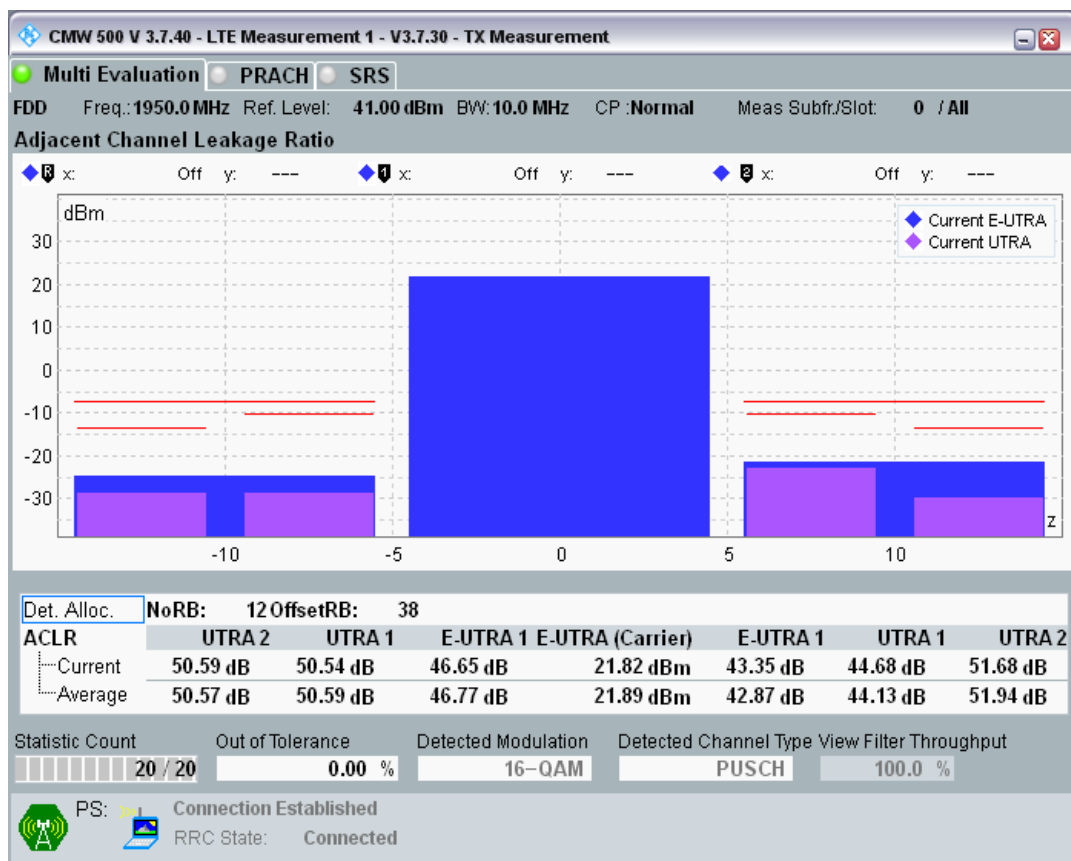 CMW 500 V 3.7.40 - LTE Measurement 1 - V3.7.30 - TX Measurement
Multi Evaluation PRACH SRS
FDD Freq.: 1950.0 MHz Ref. Level: 41.00 dBm BW: 10.0 MHz CP :Normal Meas Subfr./Slot: 0 / All
Adjacent Channel Leakage Ratio
R x: Off y: --- 1 x: Off y: --- 2 x: Off y: ---
dBm
Current E-UTRA
Current UTRA
30
20
10
0
-10
-20
-30
z
-10 -5 0 5 10
Det. Alloc. NoRB: 12 OffsetRB: 38
ACLR UTRA 2 UTRA 1 E-UTRA 1 E-UTRA (Carrier) E-UTRA 1 UTRA 1 UTRA 2
Current 50.59 dB 50.54 dB 46.65 dB 21.82 dBm 43.35 dB 44.68 dB 51.68 dB
Average 50.57 dB 50.59 dB 46.77 dB 21.89 dBm 42.87 dB 44.13 dB 51.94 dB
Statistic Count Out of Tolerance Detected Modulation Detected Channel Type View Filter Throughput
20 / 20 0.00 % 16-QAM PUSCH 100.0 %
PS: Connection Established
RRC State: Connected